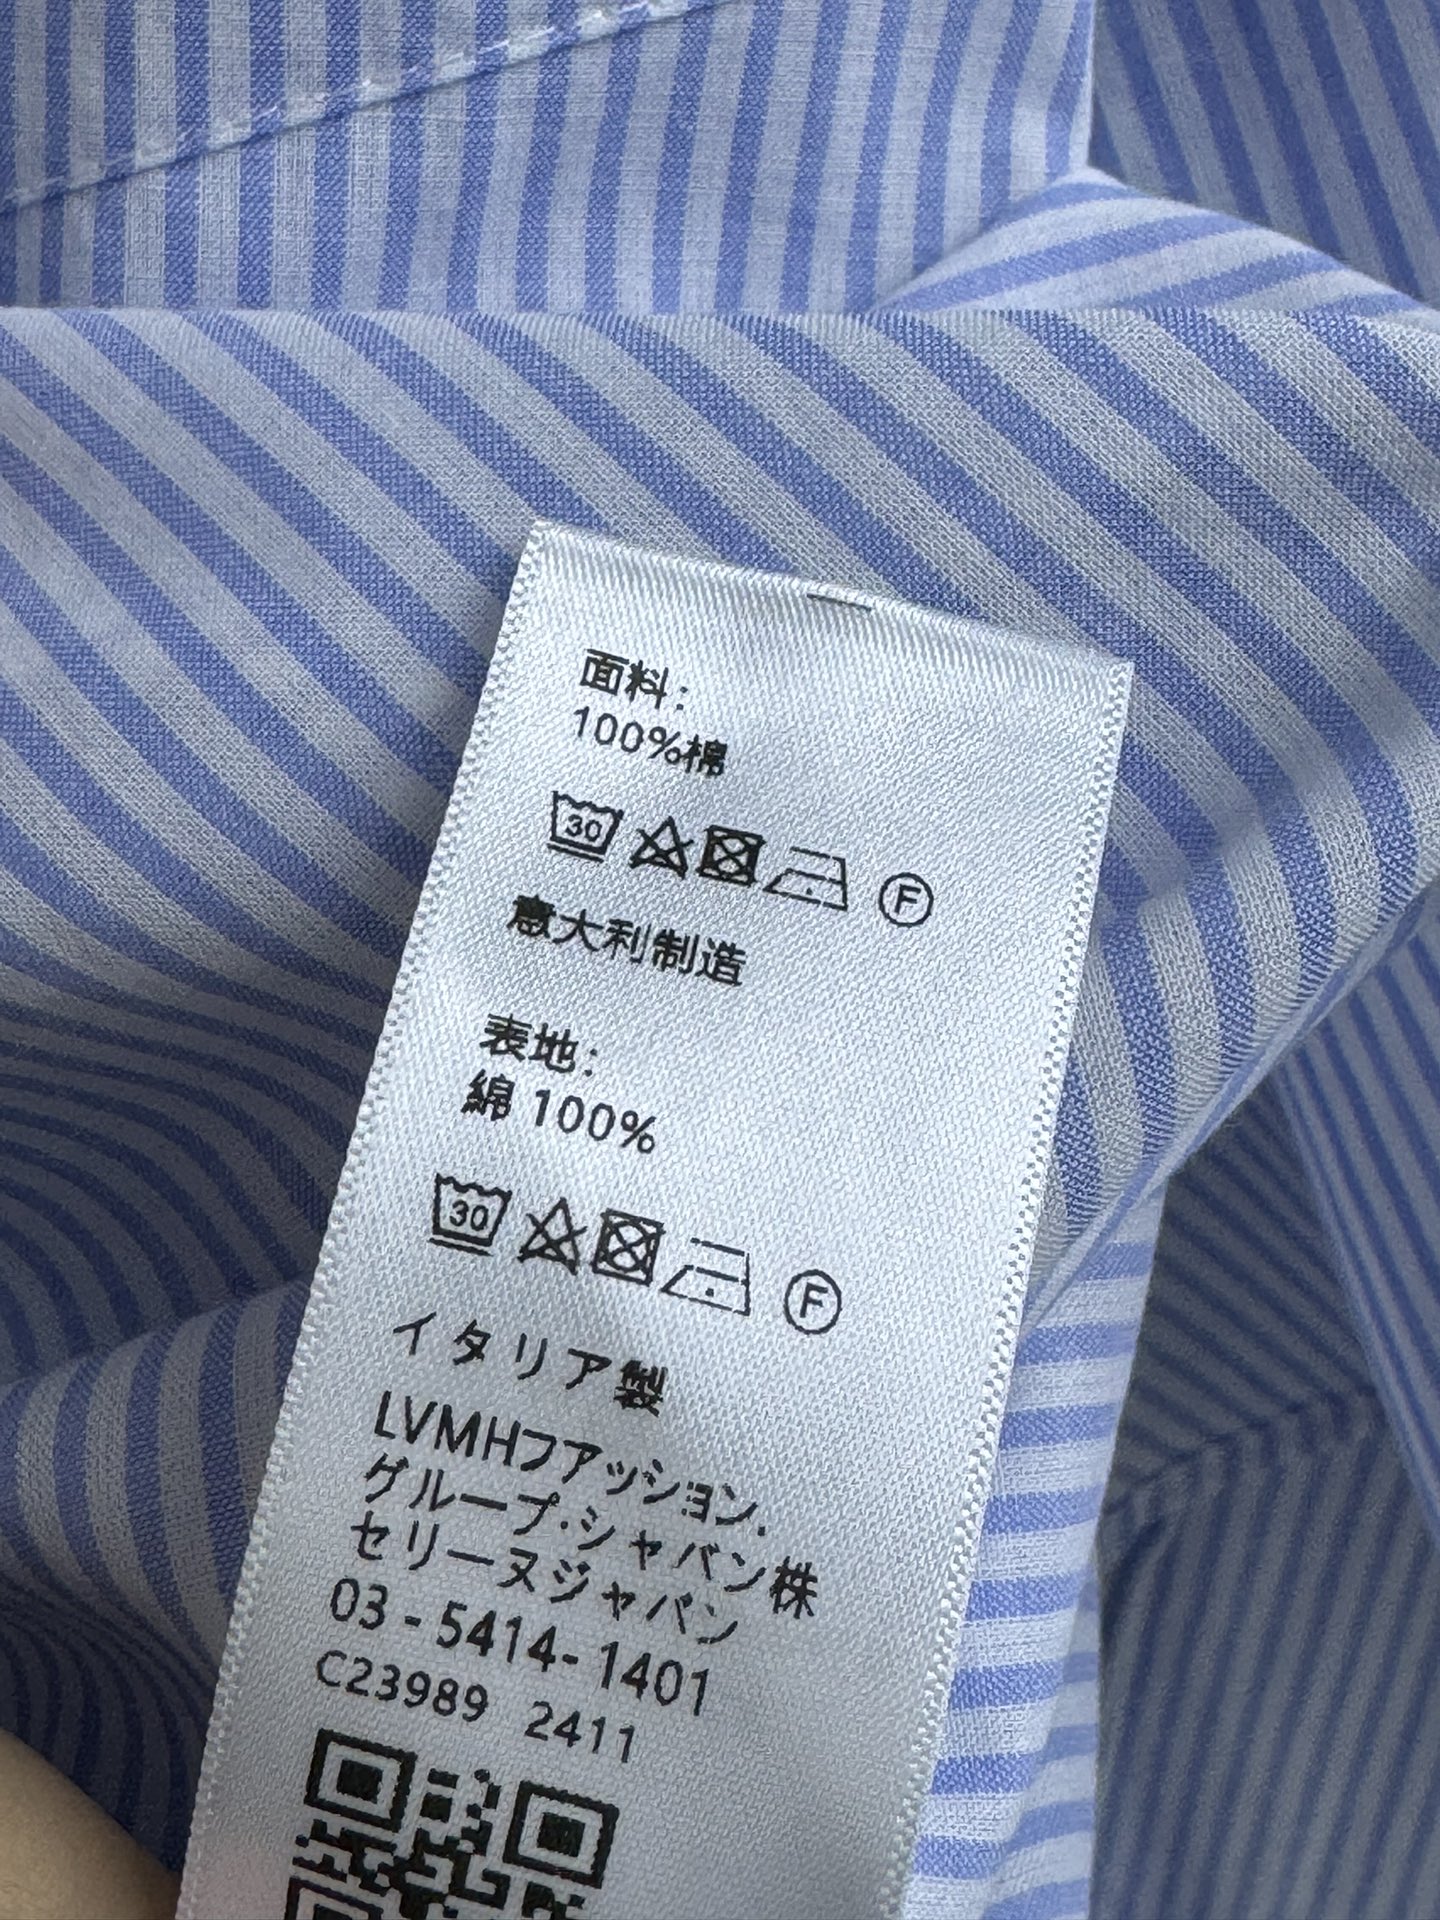 面料:
100%棉
30 F
意大利制造
表地:
綿 100%
30 F
イタリア製
LVMHファッション.
グループ.ジャパン株
セリーヌジャパン
03-5414-1401
C23989 2411